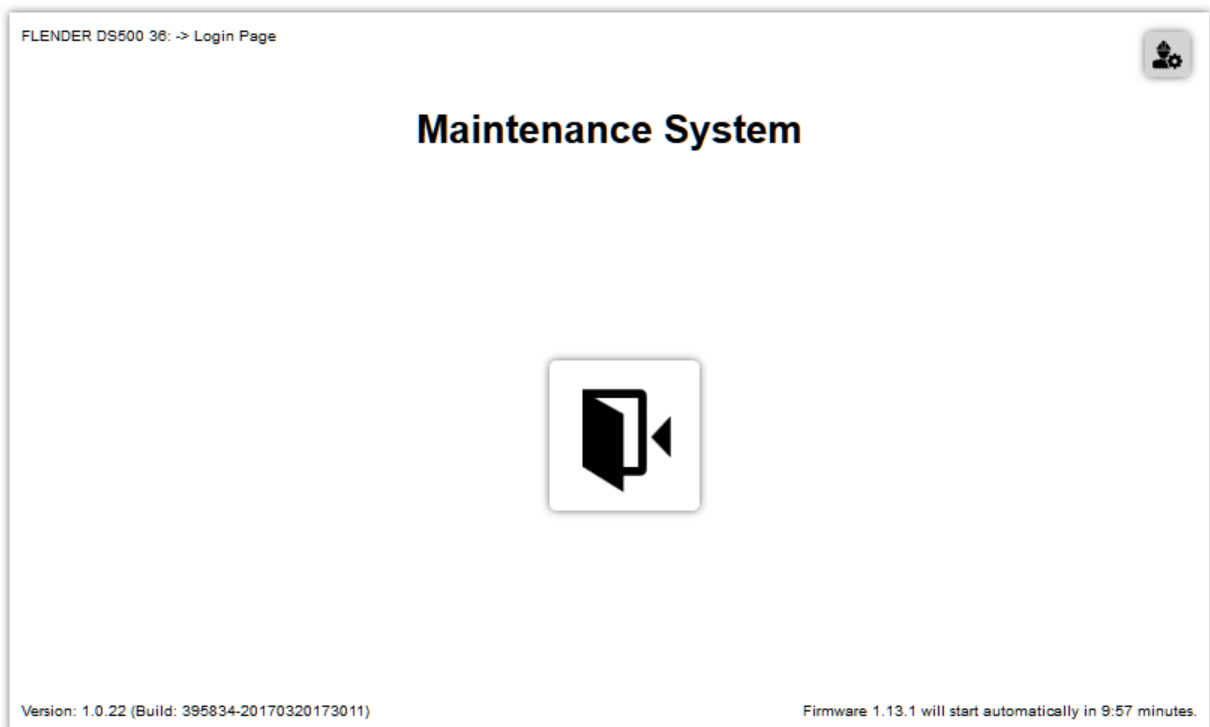 FLENDER DS500 36: -> Login Page
Maintenance System
Version: 1.0.22 (Build: 395834-20170320173011)
Firmware 1.13.1 will start automatically in 9:57 minutes.